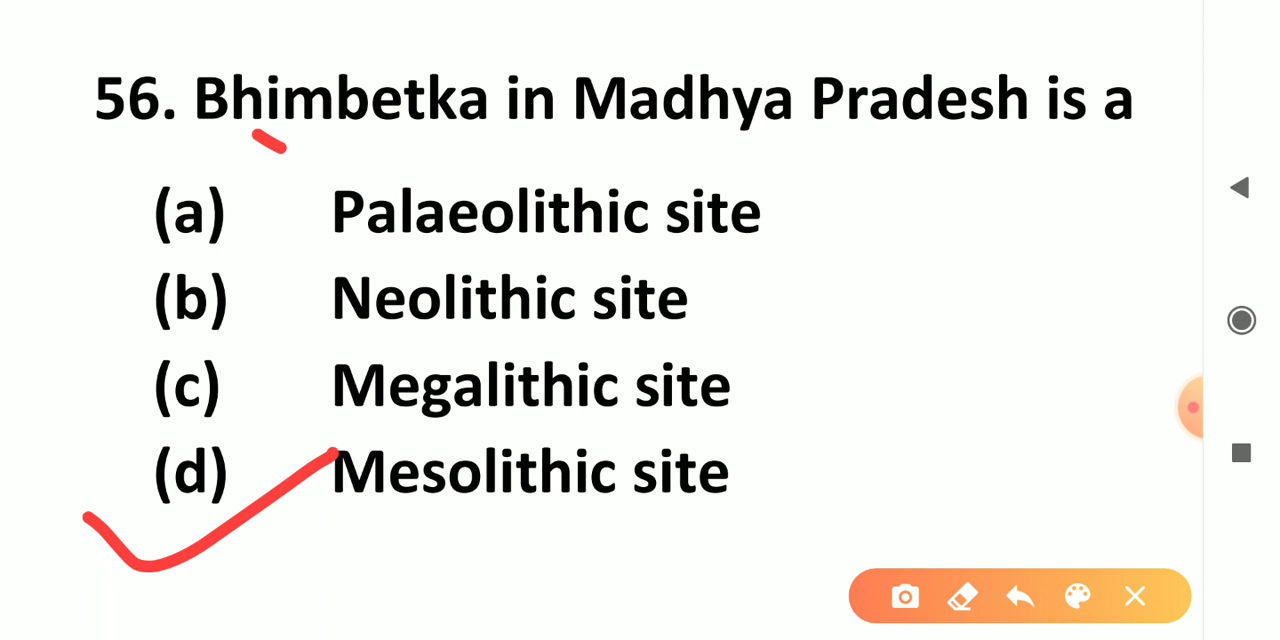 56. Bhimbetka in Madhya Pradesh is a
(a) Palaeolithic site
(b) Neolithic site
(c) Megalithic site
(d) Mesolithic site